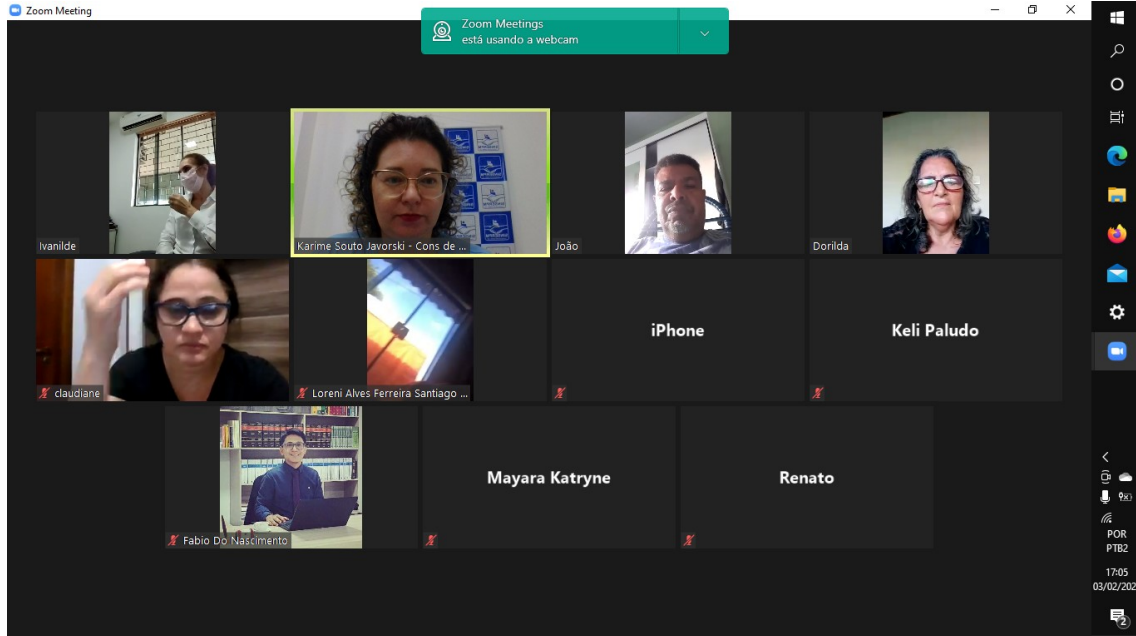 Zoom Meeting
Zoom Meetings
está usando a webcam
Ivanilde
Karime Souto Javorski - Cons de ...
João
Dorilda
claudiane
Loreni Alves Ferreira Santiago ...
iPhone
Keli Paludo
Fabio Do Nascimento
Mayara Katryne
Renato
POR
PTB2
17:05
03/02/202
2